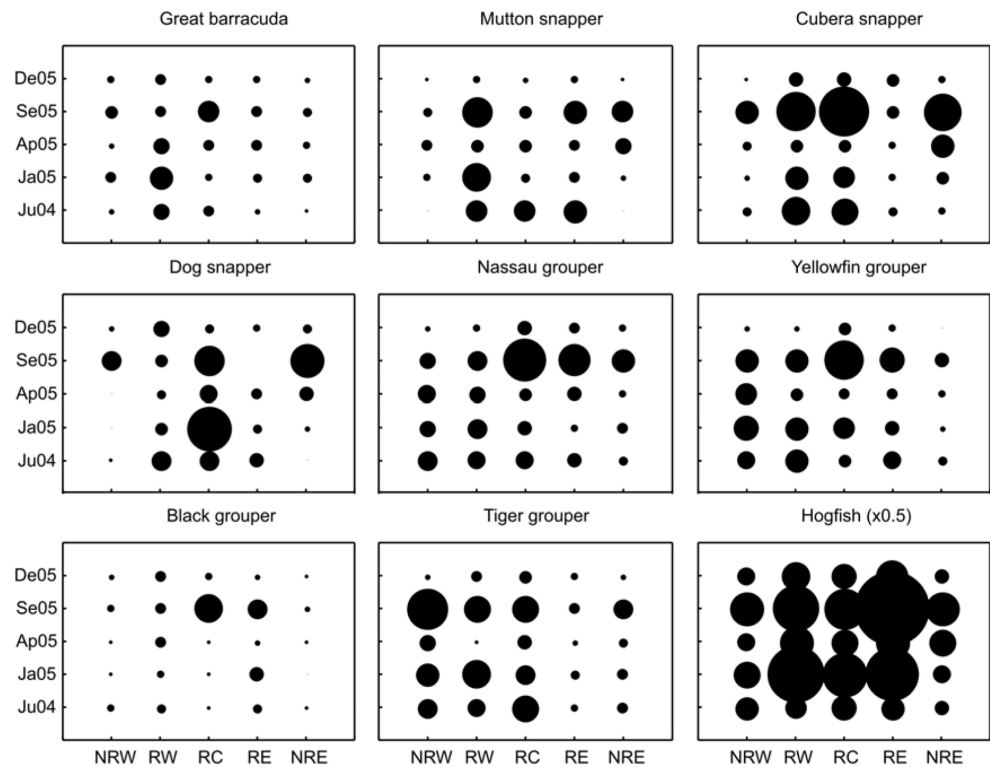 Great barracuda Mutton snapper Cubera snapper
De05
Se05
Ap05
Ja05
Ju04
Dog snapper Nassau grouper Yellowfin grouper
De05
Se05
Ap05
Ja05
Ju04
Black grouper Tiger grouper Hogfish (x0.5)
De05
Se05
Ap05
Ja05
Ju04
NRW RW RC RE NRE NRW RW RC RE NRE NRW RW RC RE NRE